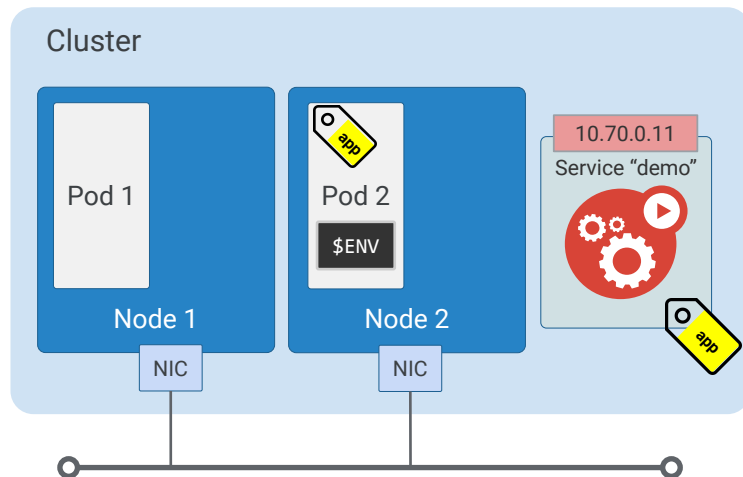 Cluster
Pod 1
Node 1
NIC
app
Pod 2
$ENV
Node 2
NIC
10.70.0.11
Service “demo”
app